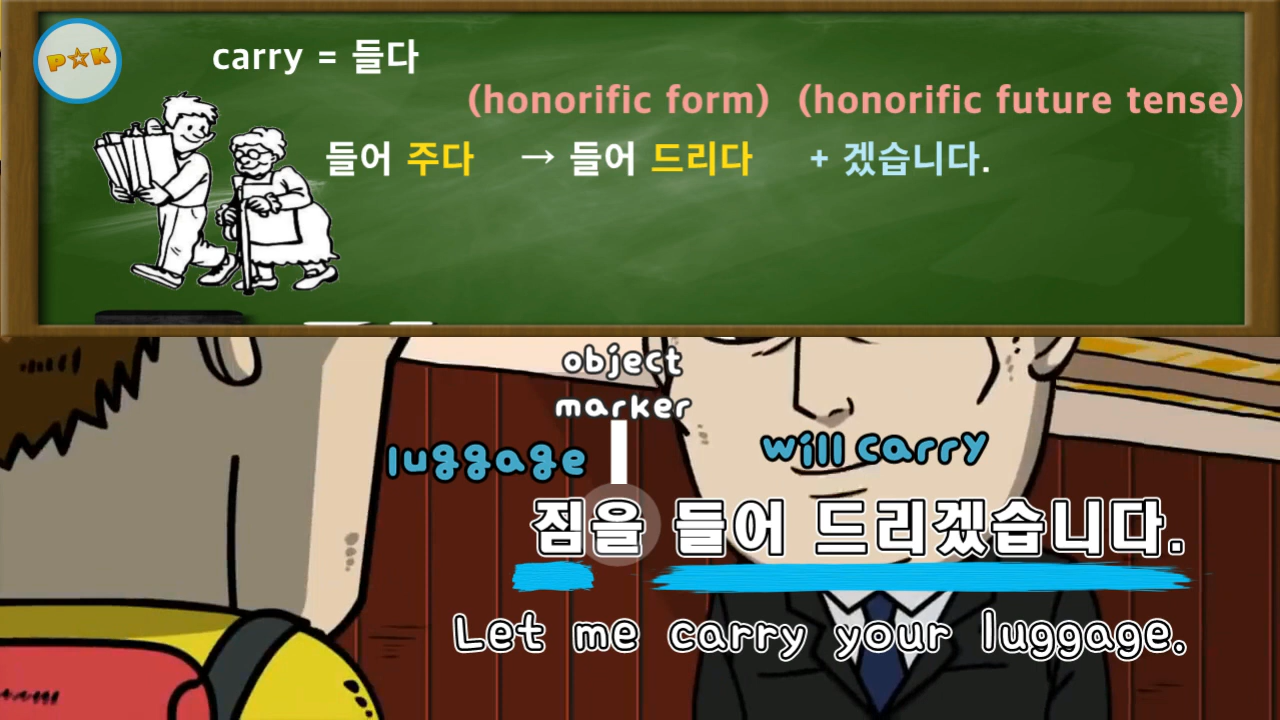 P☆K
carry = 들다
(honorific form) (honorific future tense)
들어 주다 → 들어 드리다 + 겠습니다.
object
marker
luggage will carry
짐을 들어 드리겠습니다.
Let me carry your luggage.